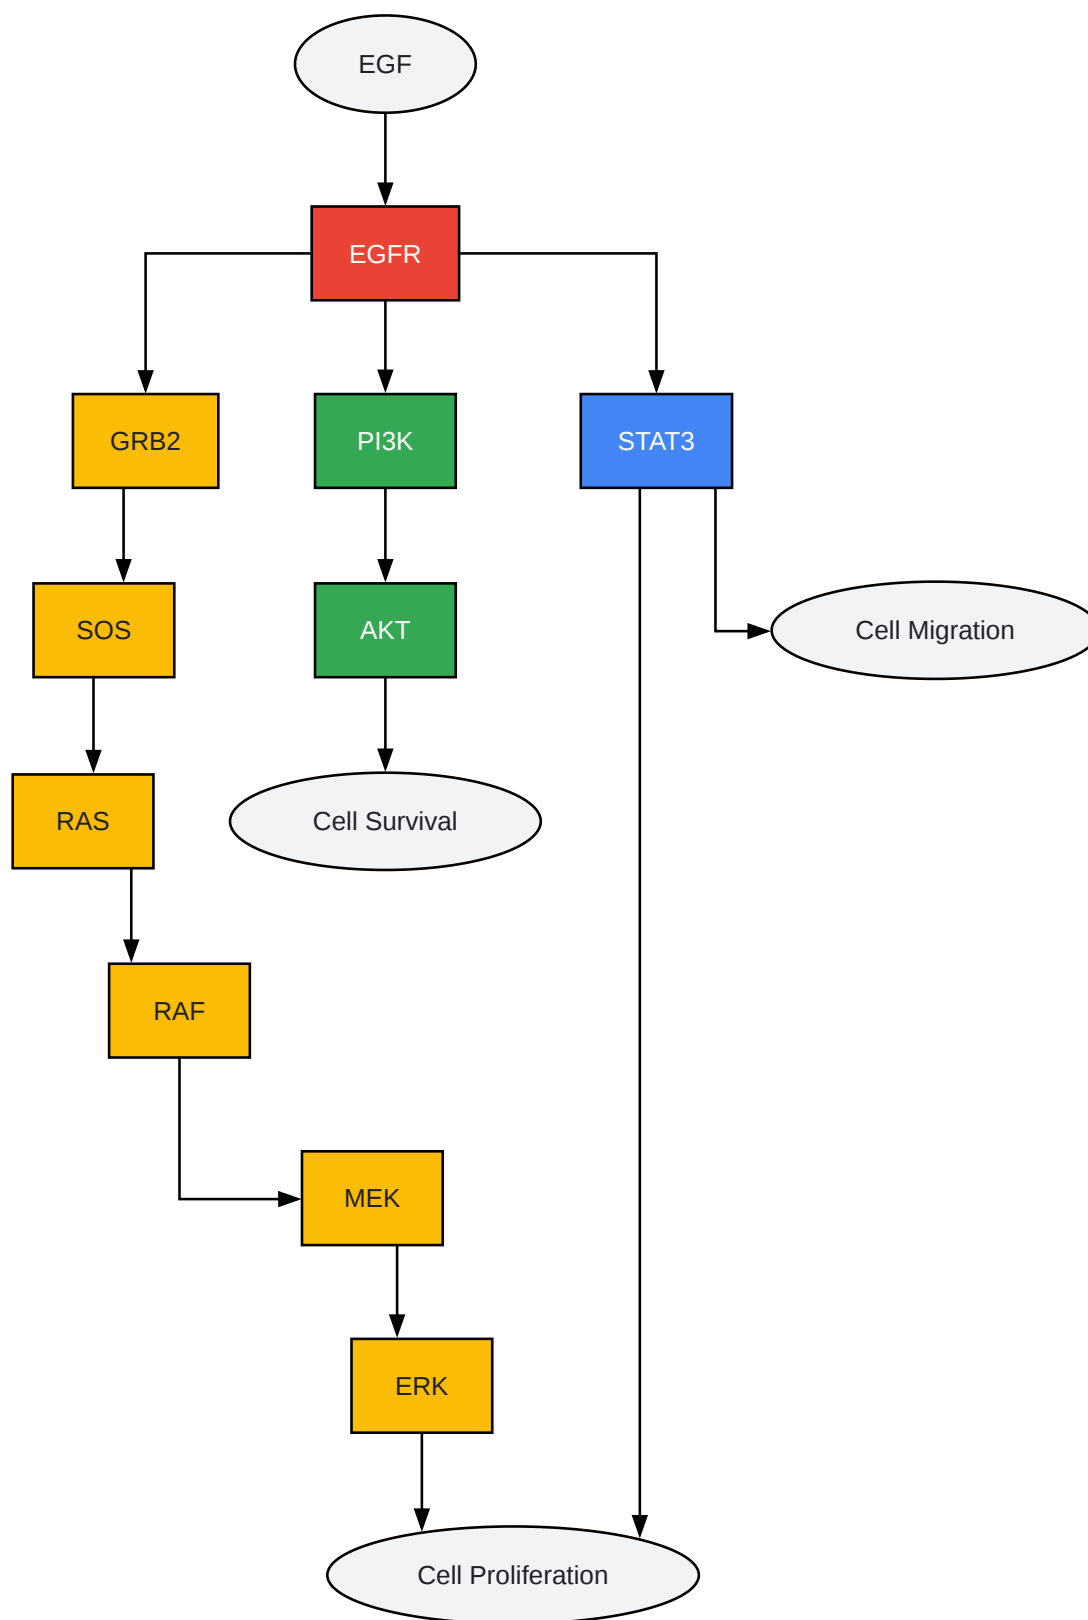 EGF
EGFR
GRB2
PI3K
STAT3
SOS
AKT
Cell Migration
RAS
Cell Survival
RAF
MEK
ERK
Cell Proliferation